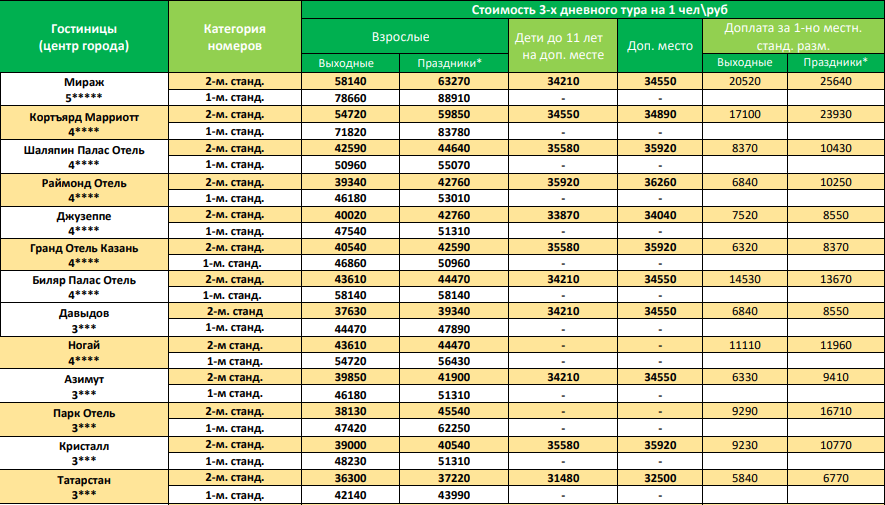 Гостиницы (центр города) Категория номеров Стоимость 3-х дневного тура на 1 чел\руб
Взрослые Дети до 11 лет на доп. месте Доп. место Доплата за 1-но местн. станд. разм.
Выходные Праздники* Выходные Праздники*
Мираж 5***** 2-м. станд. 58140 63270 34210 34550 20520 25640
1-м. станд. 78660 88910 - -
Кортъярд Марриотт 4**** 2-м. станд. 54720 59850 34550 34890 17100 23930
1-м. станд. 71820 83780 - -
Шаляпин Палас Отель 4**** 2-м. станд. 42590 44640 35580 35920 8370 10430
1-м. станд. 50960 55070 - -
Раймонд Отель 4**** 2-м. станд. 39340 42760 35920 36260 6840 10250
1-м. станд. 46180 53010 - -
Джузеппе 4**** 2-м. станд. 40020 42760 33870 34040 7520 8550
1-м. станд. 47540 51310 - -
Гранд Отель Казань 4**** 2-м. станд. 40540 42590 35580 35920 6320 8370
1-м. станд. 46860 50960 - -
Биляр Палас Отель 4**** 2-м. станд. 43610 44470 34210 34550 14530 13670
1-м. станд. 58140 58140 - -
Давыдов 3*** 2-м. станд 37630 39340 34210 34550 6840 8550
1-м. станд. 44470 47890 - -
Ногай 4**** 2-м станд. 43610 44470 - - 11110 11960
1-м станд. 54720 56430 - -
Азимут 3*** 2-м станд. 39850 41900 34210 34550 6330 9410
1-м станд. 46180 51310 - -
Парк Отель 3*** 2-м. станд. 38130 45540 - - 9290 16710
1-м. станд. 47420 62250 - -
Кристалл 3*** 2-м. станд. 39000 40540 35580 35920 9230 10770
1-м. станд. 48230 51310 - -
Татарстан 3*** 2-м. станд. 36300 37220 31480 32500 5840 6770
1-м. станд. 42140 43990 - -